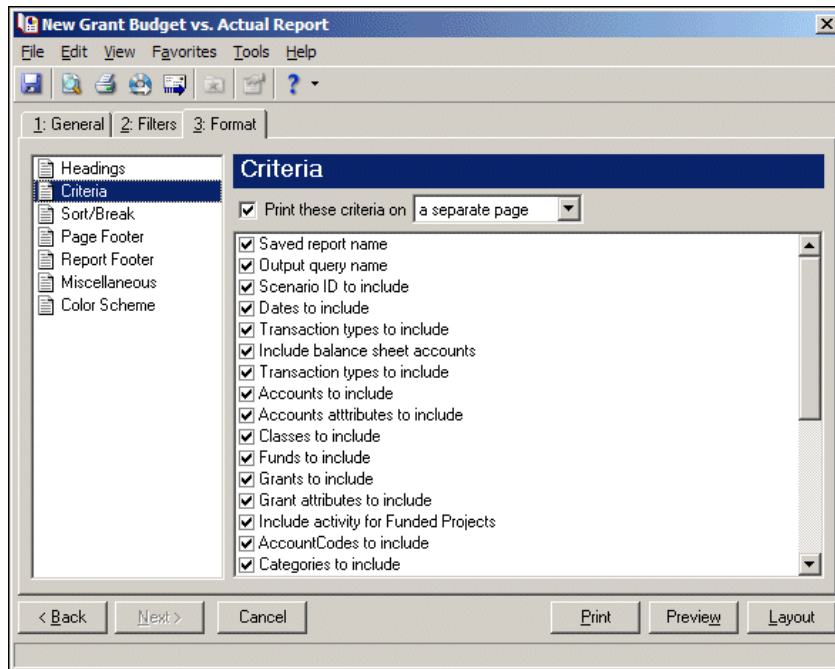 New Grant Budget vs. Actual Report
File Edit View Favorites Tools Help
1: General 2: Filters 3: Format
Headings
Criteria
Sort/Break
Page Footer
Report Footer
Miscellaneous
Color Scheme
Criteria
Print these criteria on a separate page
Saved report name
Output query name
Scenario ID to include
Dates to include
Transaction types to include
Include balance sheet accounts
Transaction types to include
Accounts to include
Accounts atttributes to include
Classes to include
Funds to include
Grants to include
Grant attributes to include
Include activity for Funded Projects
AccountCodes to include
Categories to include
< Back Next > Cancel Print Preview Layout